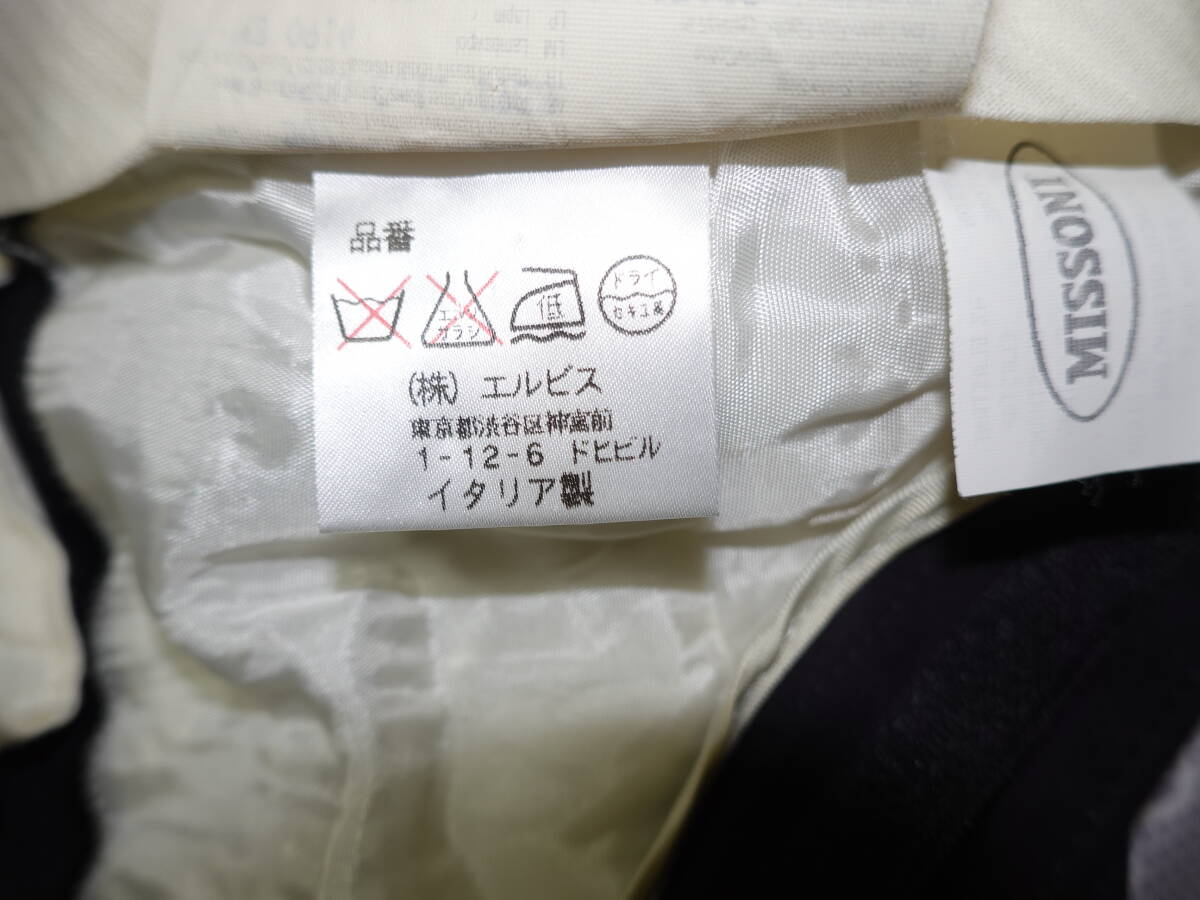 品番
エンソ
サラシ
低
ドライ
セキユ系
(株) エルビス
東京都渋谷区神宮前
1-12-6 ドヒビル
イタリア製
MISSONI